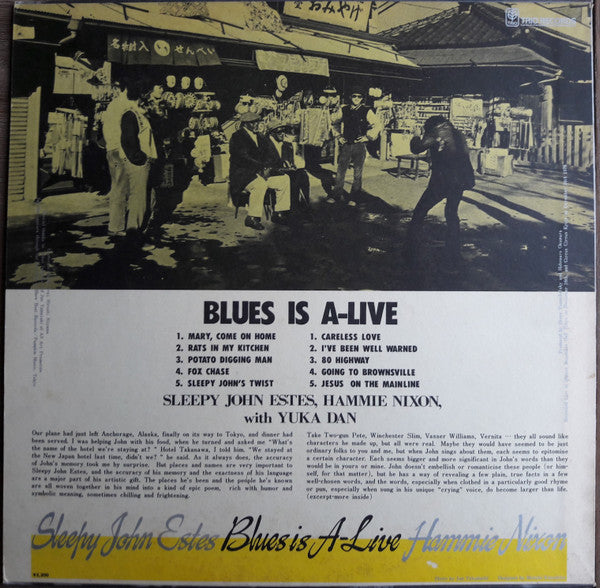 おみやげ
TRIO RECORDS
名刺入
せんべい
BLUES IS A-LIVE
1. MARY, COME ON HOME
2. RATS IN MY KITCHEN
3. POTATO DIGGING MAN
4. FOX CHASE
5. SLEEPY JOHN'S TWIST
1. CARELESS LOVE
2. I'VE BEEN WELL WARNED
3. 80 HIGHWAY
4. GOING TO BROWNSVILLE
5. JESUS ON THE MAINLINE
SLEEPY JOHN ESTES, HAMMIE NIXON,
with YUKA DAN
Our plane had just left Anchorage, Alaska, finally on its way to Tokyo, and dinner had
been served. I was helping John with his food, when he turned and asked me "What's
the name of the hotel we're staying at?" "Hotel Takanawa, I told him. "We stayed at
the New Japan hotel last time, didn't we?" he said. As it always does, the accuracy
of John's memory took me by surprise. But places and names are very important to
Sleepy John Estes, and the accuracy of his memory and the exactness of his language
are a major part of his artistic gift. The places he's been and the people he's known
are all woven together in his mind into a kind of epic poem, rich with humor and
symbolic meaning, sometimes chilling and frightening.
Take Two-gun Pete, Winchester Slim, Vasser Williams, Vernita ... they all sound like
characters he made up, but all were real. Maybe they would have seemed to be just
ordinary folks to you and me, but when John sings about them, each seems to epitomise
a certain character. Each seems bigger and more significant in John's words than they
would be in yours or mine. John doesn't embellish or romanticise these people (or him-
self, for that matter), but he has a way of revealing a few plain, true facts in a few
well-chosen words, and the words, especially when clotted in a particularly good rhyme
or pun, especially when sung in his unique "crying" voice, do become larger than life.
(excerpt-more inside)
Sleepy John Estes Blues is A-Live Hammie Nixon